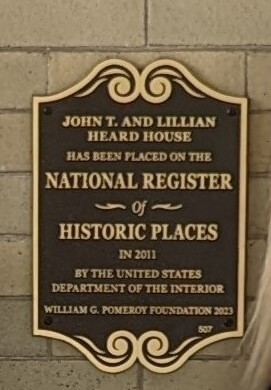 JOHN T. AND LILLIAN
HEARD HOUSE
HAS BEEN PLACED ON THE
NATIONAL REGISTER
Of
HISTORIC PLACES
IN 2011
BY THE UNITED STATES
DEPARTMENT OF THE INTERIOR
WILLIAM G. POMEROY FOUNDATION 2023
507